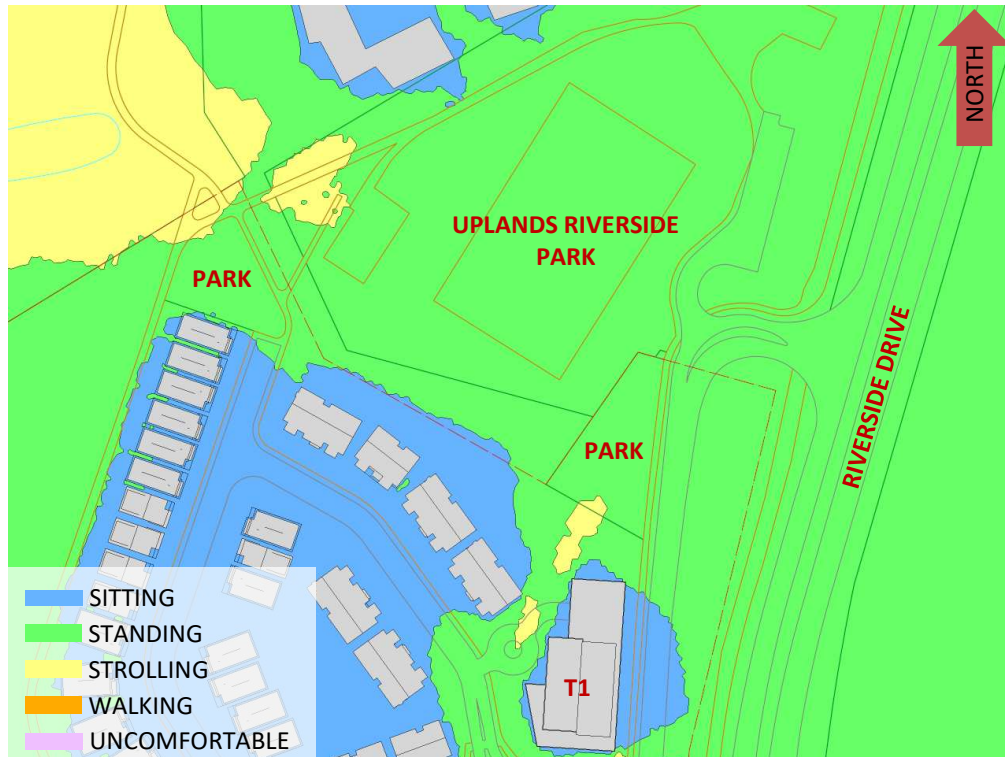 NORTH
UPLANDS RIVERSIDE
PARK
PARK
RIVERSIDE DRIVE
PARK
T1
SITTING
STANDING
STROLLING
WALKING
UNCOMFORTABLE